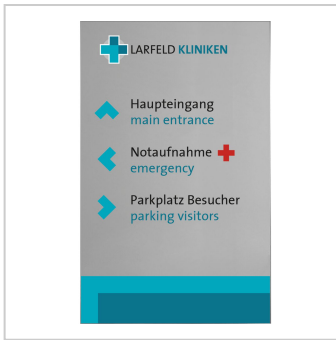 LARFELD KLINIKEN
Haupteingang
main entrance
Notaufnahme
emergency
Parkplatz Besucher
parking visitors